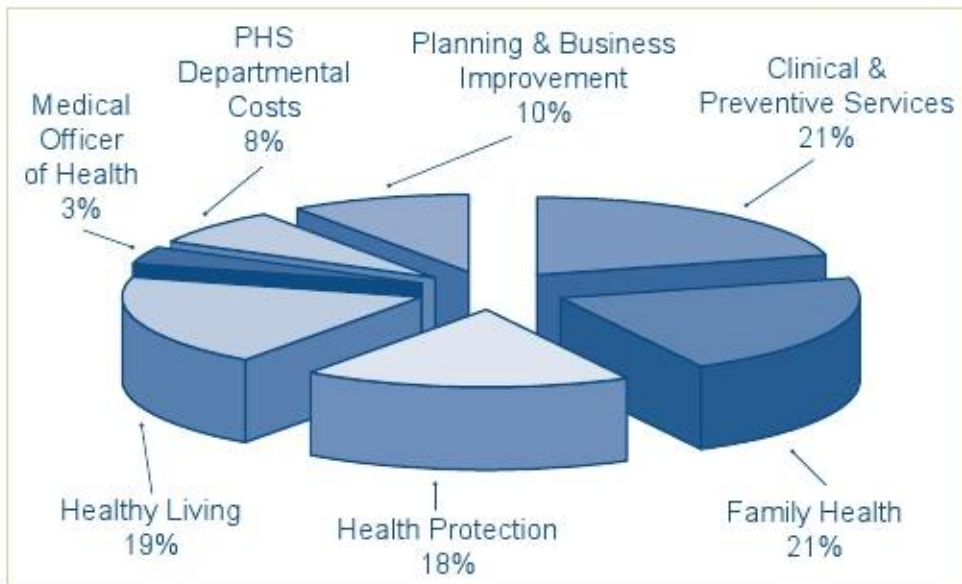 PHS
Departmental
Costs
8%
Planning & Business
Improvement
10%
Clinical &
Preventive Services
21%
Medical
Officer
of Health
3%
Healthy Living
19%
Health Protection
18%
Family Health
21%